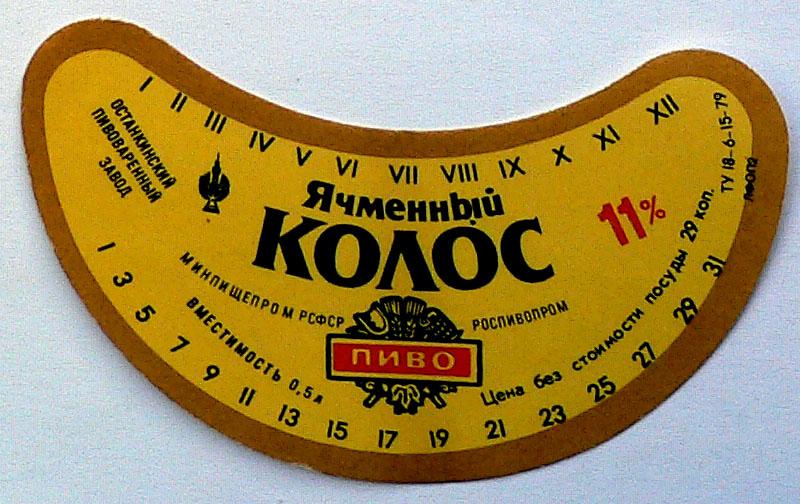 I II III IV V VI VII VIII IX X XI XII
ОСТАНКИНСКИЙ
ПИВОВАРЕННЫЙ
ЗАВОД
Ячменный
КОЛОС
11%
ТУ 18-6-15-79
МИНПИЩЕПРОМ РСФСР
РОСПИВОПРОМ
ВМЕСТИМОСТЬ 0,5л
ПИВО
Цена без стоимости посуды 29 коп.
1 3 5 7 9 11 13 15 17 19 21 23 25 27 29 31